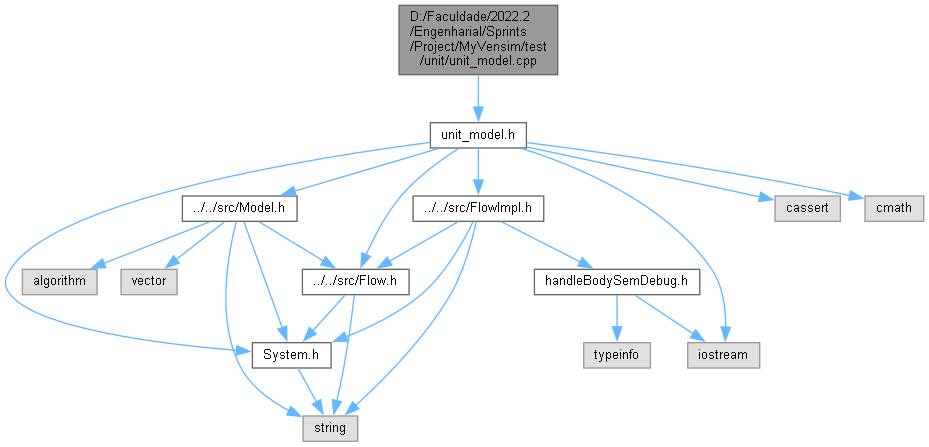 D:/Faculdade/2022.2
/Engenharial/Sprints
/Project/MyVensim/test
/unit/unit_model.cpp
unit_model.h
../../src/Model.h
../../src/FlowImpl.h
cassert
cmath
algorithm
vector
../../src/Flow.h
handleBodySemDebug.h
System.h
typeinfo
iostream
string